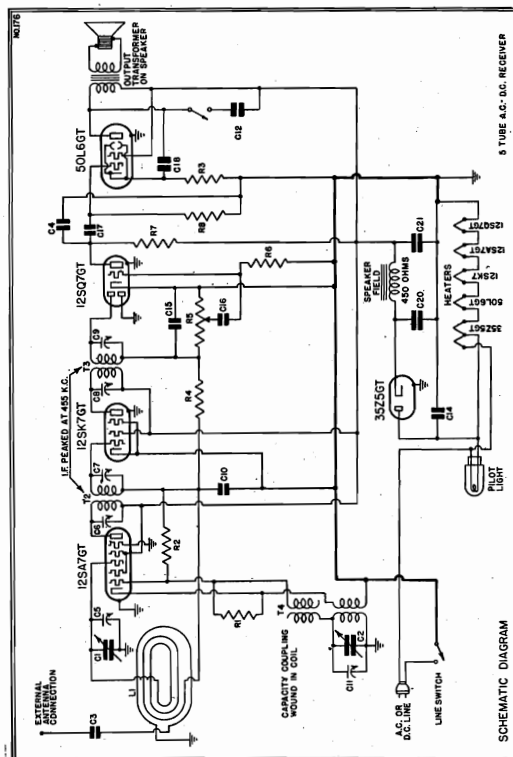 NO.176
EXTERNAL
ANTENNA
CONNECTION
C3
L1
C1
C5
12SA7GT
C6
T2
C7
I.F. PEAKED AT 455 K.C.
12SK7GT
C8
T3
C9
12SQ7GT
C4
C17
50L6GT
OUTPUT
TRANSFORMER
ON SPEAKER
R1
R2
C10
R4
C15
R5
C16
R6
R7
R8
C18
R3
C12
CAPACITY COUPLING
WOUND IN COIL
T4
C11
C2
SPEAKER
FIELD
450 OHMS
C20
C21
35Z5GT
C14
HEATERS
35Z5GT
50L6GT
12SK7
12SA7GT
12SQ7GT
PILOT
LIGHT
A.C. OR
D.C. LINE
LINE SWITCH
SCHEMATIC DIAGRAM
5 TUBE A.C.- D.C. RECEIVER